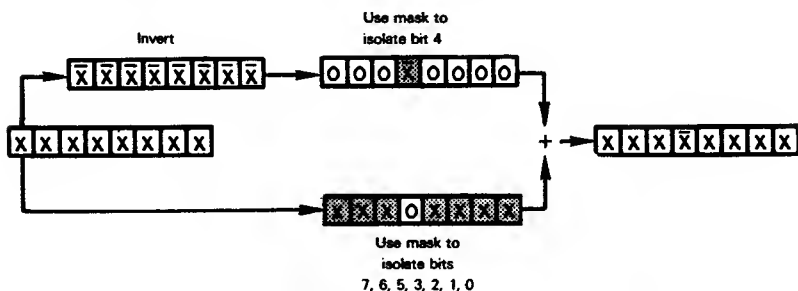 Use mask to
isolate bit 4
Invert
X̅ X̅ X̅ X̅ X̅ X̅ X̅ X̅
0 0 0 X̅ 0 0 0 0
X X X X X X X X
+
X X X X̅ X X X X
X X X 0 X X X X
Use mask to
isolate bits
7, 6, 5, 3, 2, 1, 0